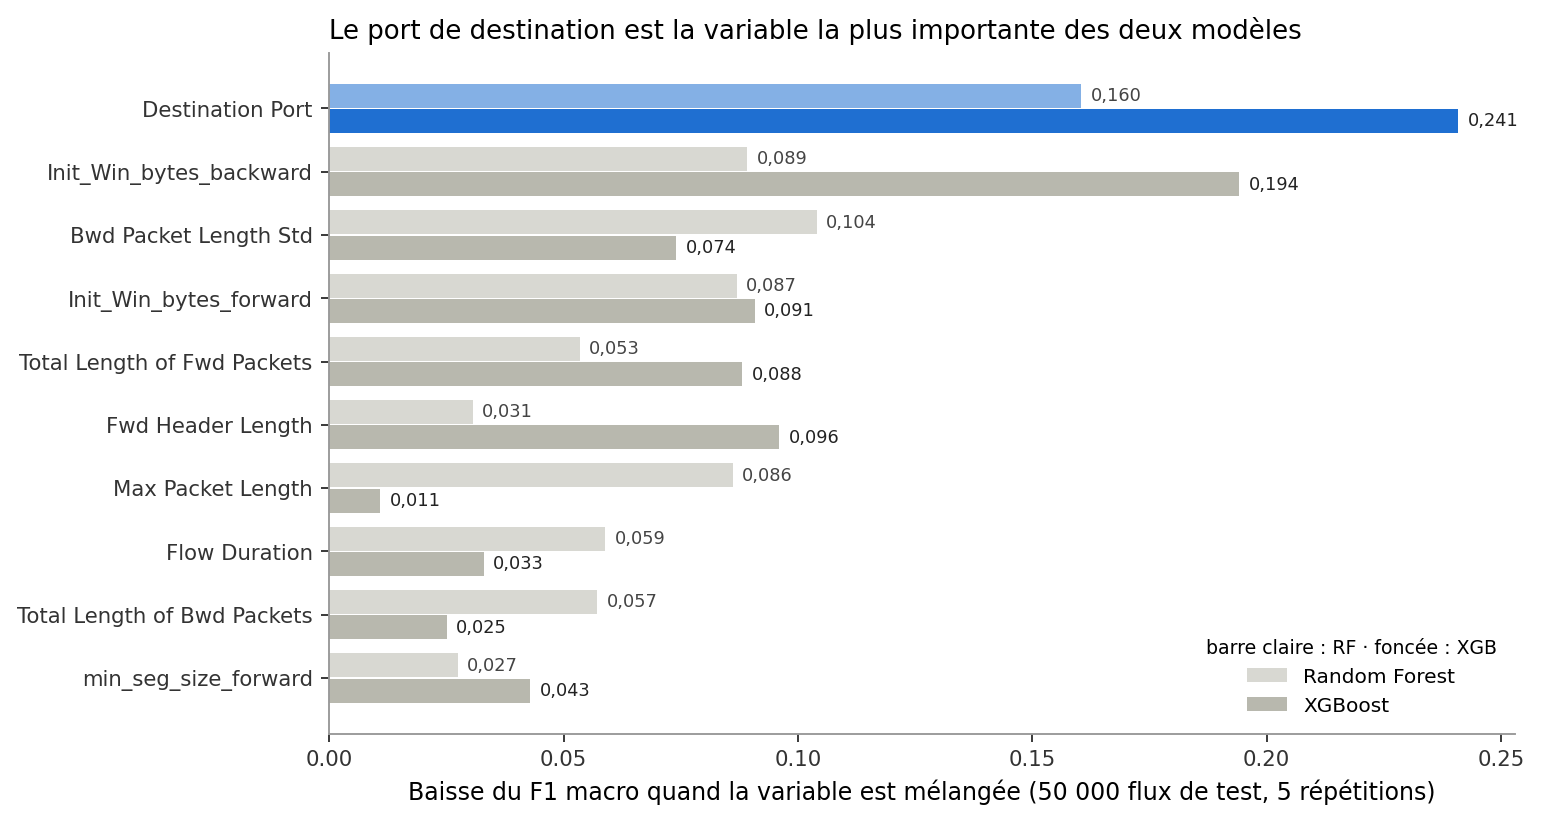 Le port de destination est la variable la plus importante des deux modèles
Destination Port
0,160
0,241
Init_Win_bytes_backward
0,089
0,194
Bwd Packet Length Std
0,104
0,074
Init_Win_bytes_forward
0,087
0,091
Total Length of Fwd Packets
0,053
0,088
Fwd Header Length
0,031
0,096
Max Packet Length
0,086
0,011
Flow Duration
0,059
0,033
Total Length of Bwd Packets
0,057
0,025
min_seg_size_forward
0,027
0,043
barre claire : RF · foncée : XGB
Random Forest
XGBoost
0.00 0.05 0.10 0.15 0.20 0.25
Baisse du F1 macro quand la variable est mélangée (50 000 flux de test, 5 répétitions)